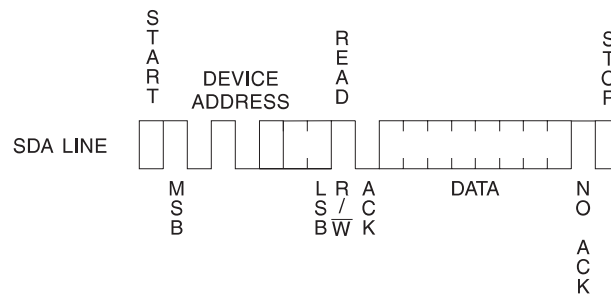 START
DEVICE
ADDRESS
READ
STOP
SDA LINE
MSB
LSB
R/W
ACK
DATA
NO ACK